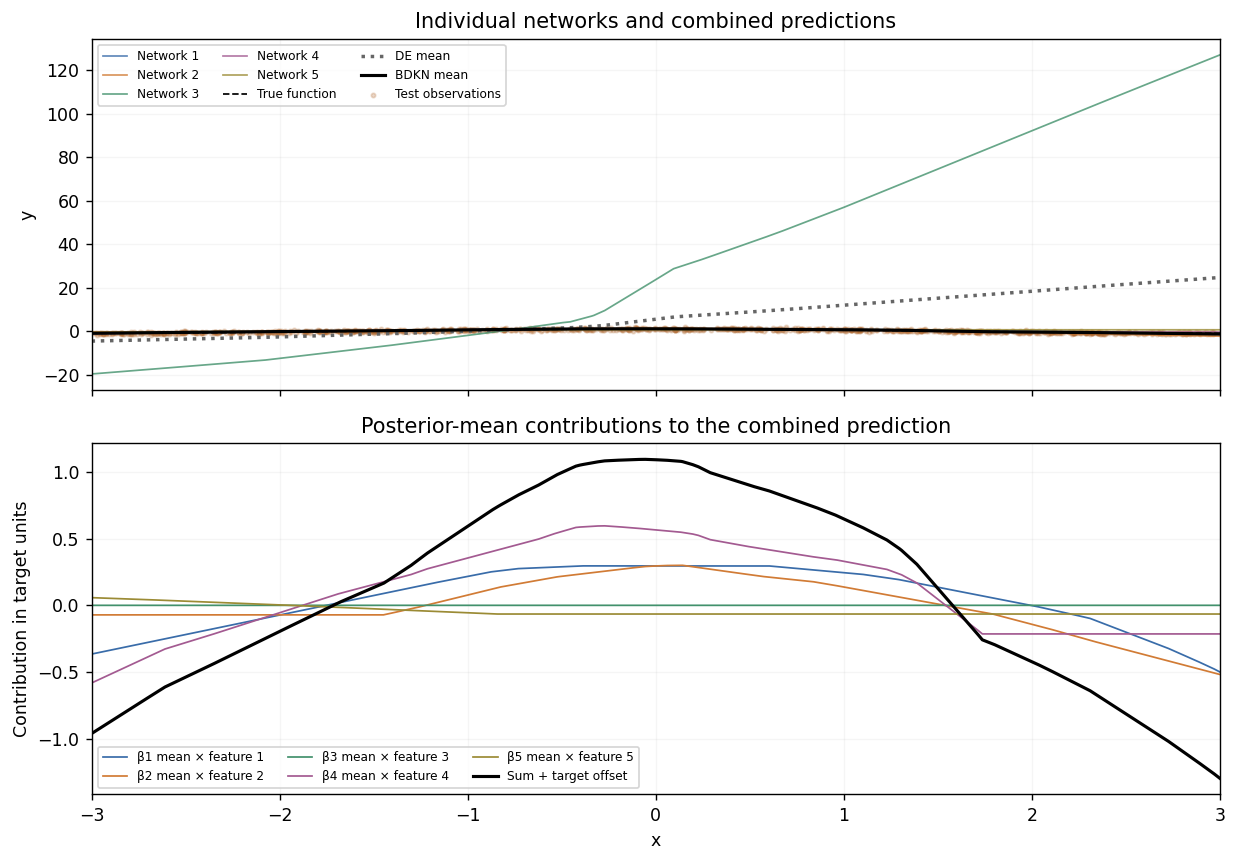 Individual networks and combined predictions
Network 1
Network 2
Network 3
Network 4
Network 5
True function
DE mean
BDKN mean
Test observations
120
100
80
60
40
20
0
−20
y
Posterior-mean contributions to the combined prediction
1.0
0.5
0.0
−0.5
−1.0
Contribution in target units
β1 mean × feature 1
β2 mean × feature 2
β3 mean × feature 3
β4 mean × feature 4
β5 mean × feature 5
Sum + target offset
−3 −2 −1 0 1 2 3
x